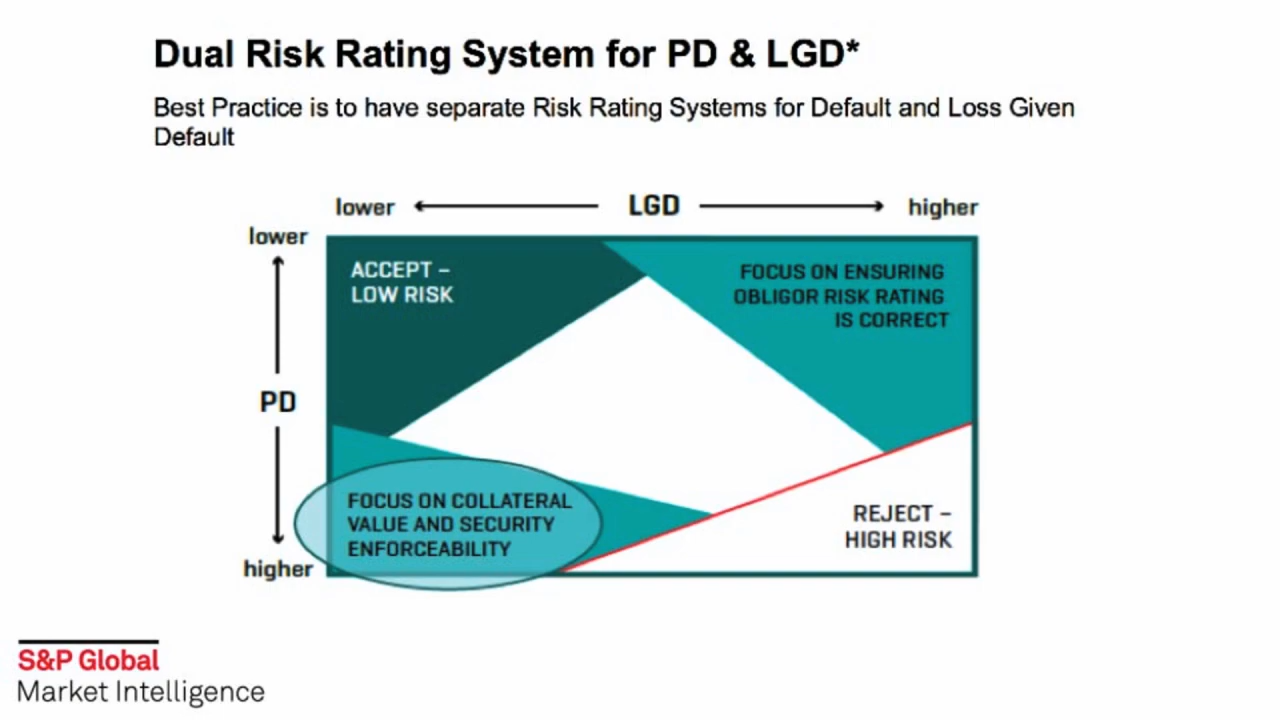 Dual Risk Rating System for PD & LGD*
Best Practice is to have separate Risk Rating Systems for Default and Loss Given
Default
lower LGD higher
lower
ACCEPT –
LOW RISK
FOCUS ON ENSURING
OBLIGOR RISK RATING
IS CORRECT
PD
FOCUS ON COLLATERAL
VALUE AND SECURITY
ENFORCEABILITY
REJECT –
HIGH RISK
higher
S&P Global
Market Intelligence